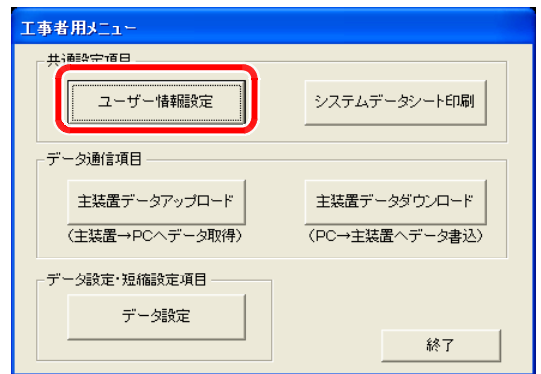 工事者用メニュー
共通設定項目
ユーザー情報設定
システムデータシート印刷
データ通信項目
主装置データアップロード
主装置データダウンロード
(主装置→PCへデータ取得)
(PC→主装置へデータ書込)
データ設定・短縮設定項目
データ設定
終了